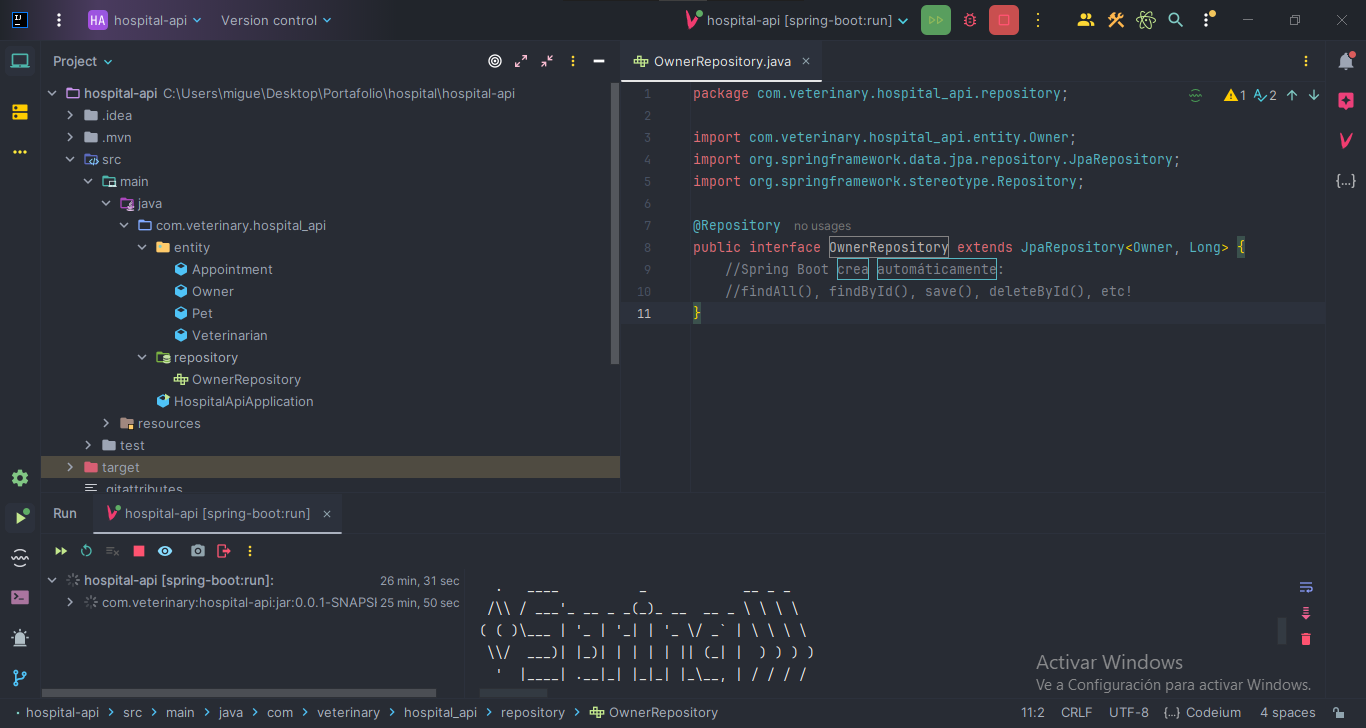 HA hospital-api Version control hospital-api [spring-boot:run]
Project
hospital-api C:\Users\migue\Desktop\Portafolio\hospital\hospital-api
.idea
.mvn
src
main
java
com.veterinary.hospital_api
entity
Appointment
Owner
Pet
Veterinarian
repository
OwnerRepository
HospitalApiApplication
resources
test
target
.gitattributes
OwnerRepository.java
1 package com.veterinary.hospital_api.repository;
2
3 import com.veterinary.hospital_api.entity.Owner;
4 import org.springframework.data.jpa.repository.JpaRepository;
5 import org.springframework.stereotype.Repository;
6
7 @Repository no usages
8 public interface OwnerRepository extends JpaRepository<Owner, Long> {
9 //Spring Boot crea automáticamente:
10 //findAll(), findById(), save(), deleteById(), etc!
11 }
1 2
Run hospital-api [spring-boot:run]
hospital-api [spring-boot:run]: 26 min, 31 sec
com.veterinary:hospital-api:jar:0.0.1-SNAPS 25 min, 50 sec
.   ____          _            __ _ _
/\\ / ___'_ __ _ _(_)_ __  __ _ \ \ \ \
( ( )\___ | '_ | '_| | '_ \/ _` | \ \ \ \
\\/  ___)| |_)| | | | | || (_| |  ) ) ) )
'  |____| .__|_| |_|_| |_\__, | / / / /
Activar Windows
Ve a Configuración para activar Windows.
hospital-api src main java com veterinary hospital_api repository OwnerRepository 11:2 CRLF UTF-8 {...} Codeium 4 spaces